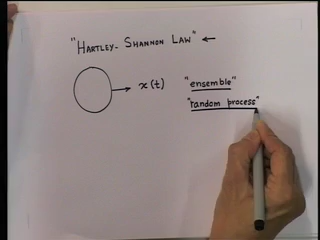 "HARTLEY- SHANNON LAW" ←
x(t) "ensemble"
"random process"